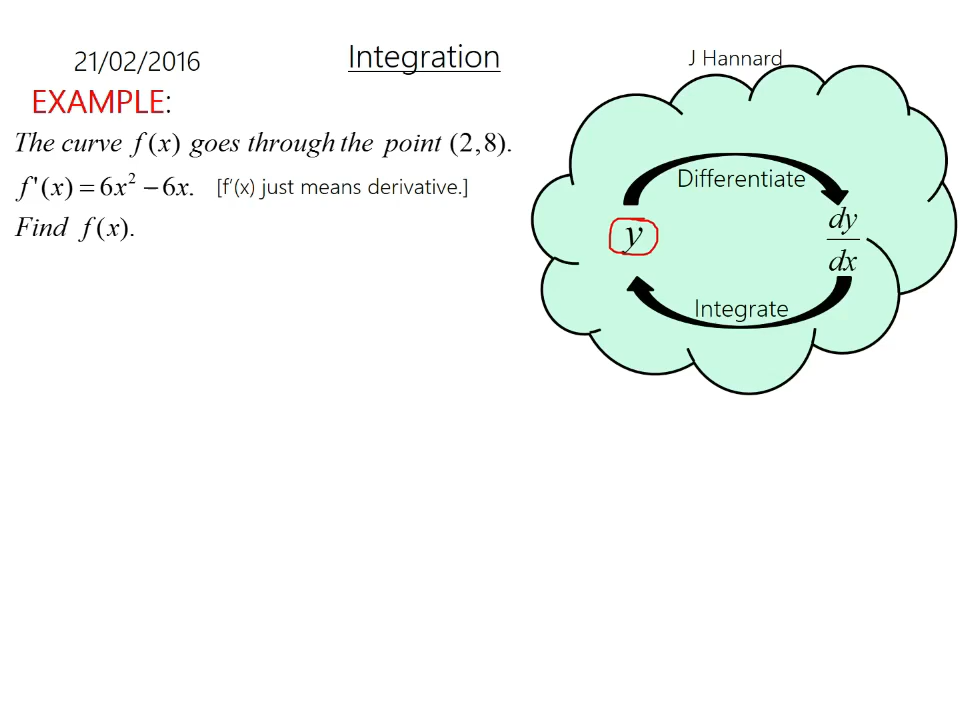 21/02/2016 Integration J Hannard
EXAMPLE:
The curve f(x) goes through the point (2,8).
f'(x) = 6x² − 6x. [f’(x) just means derivative.]
Find f(x).
Differentiate
y
dy
dx
Integrate